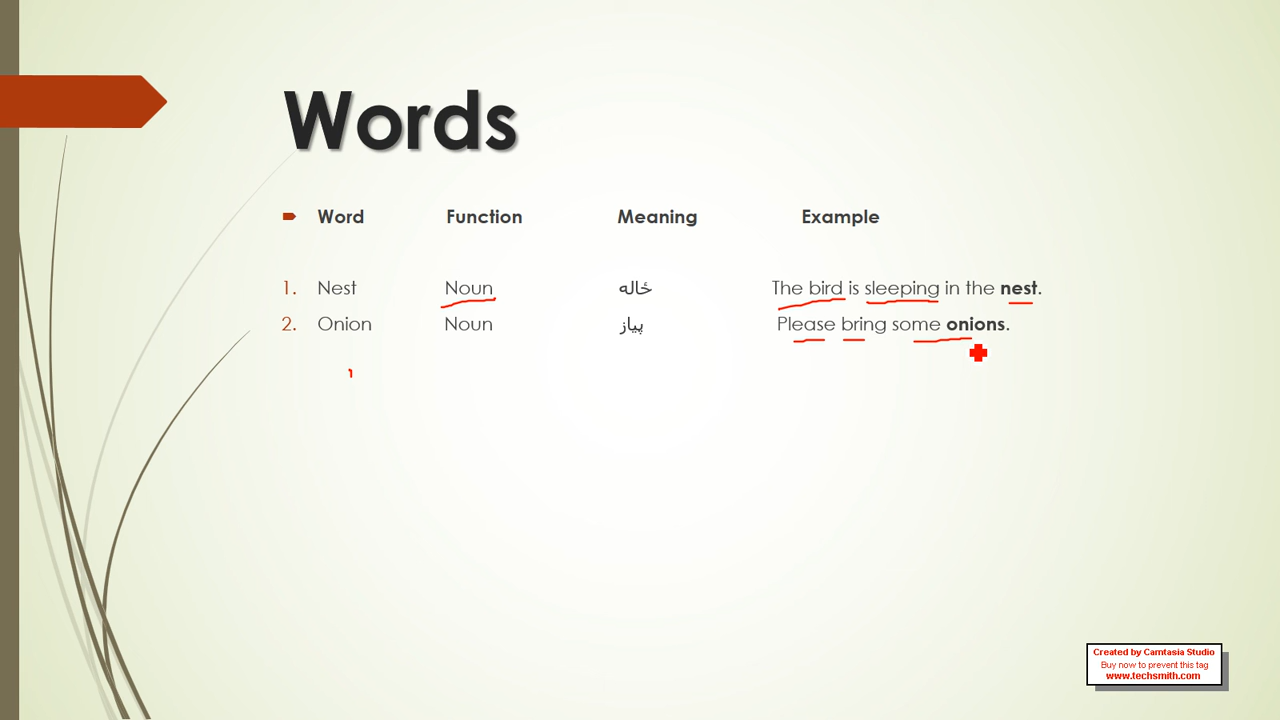 Words
Word Function Meaning Example
1. Nest Noun ځاله The bird is sleeping in the nest.
2. Onion Noun پیاز Please bring some onions.
Created by Camtasia Studio
Buy now to prevent this tag
www.techsmith.com